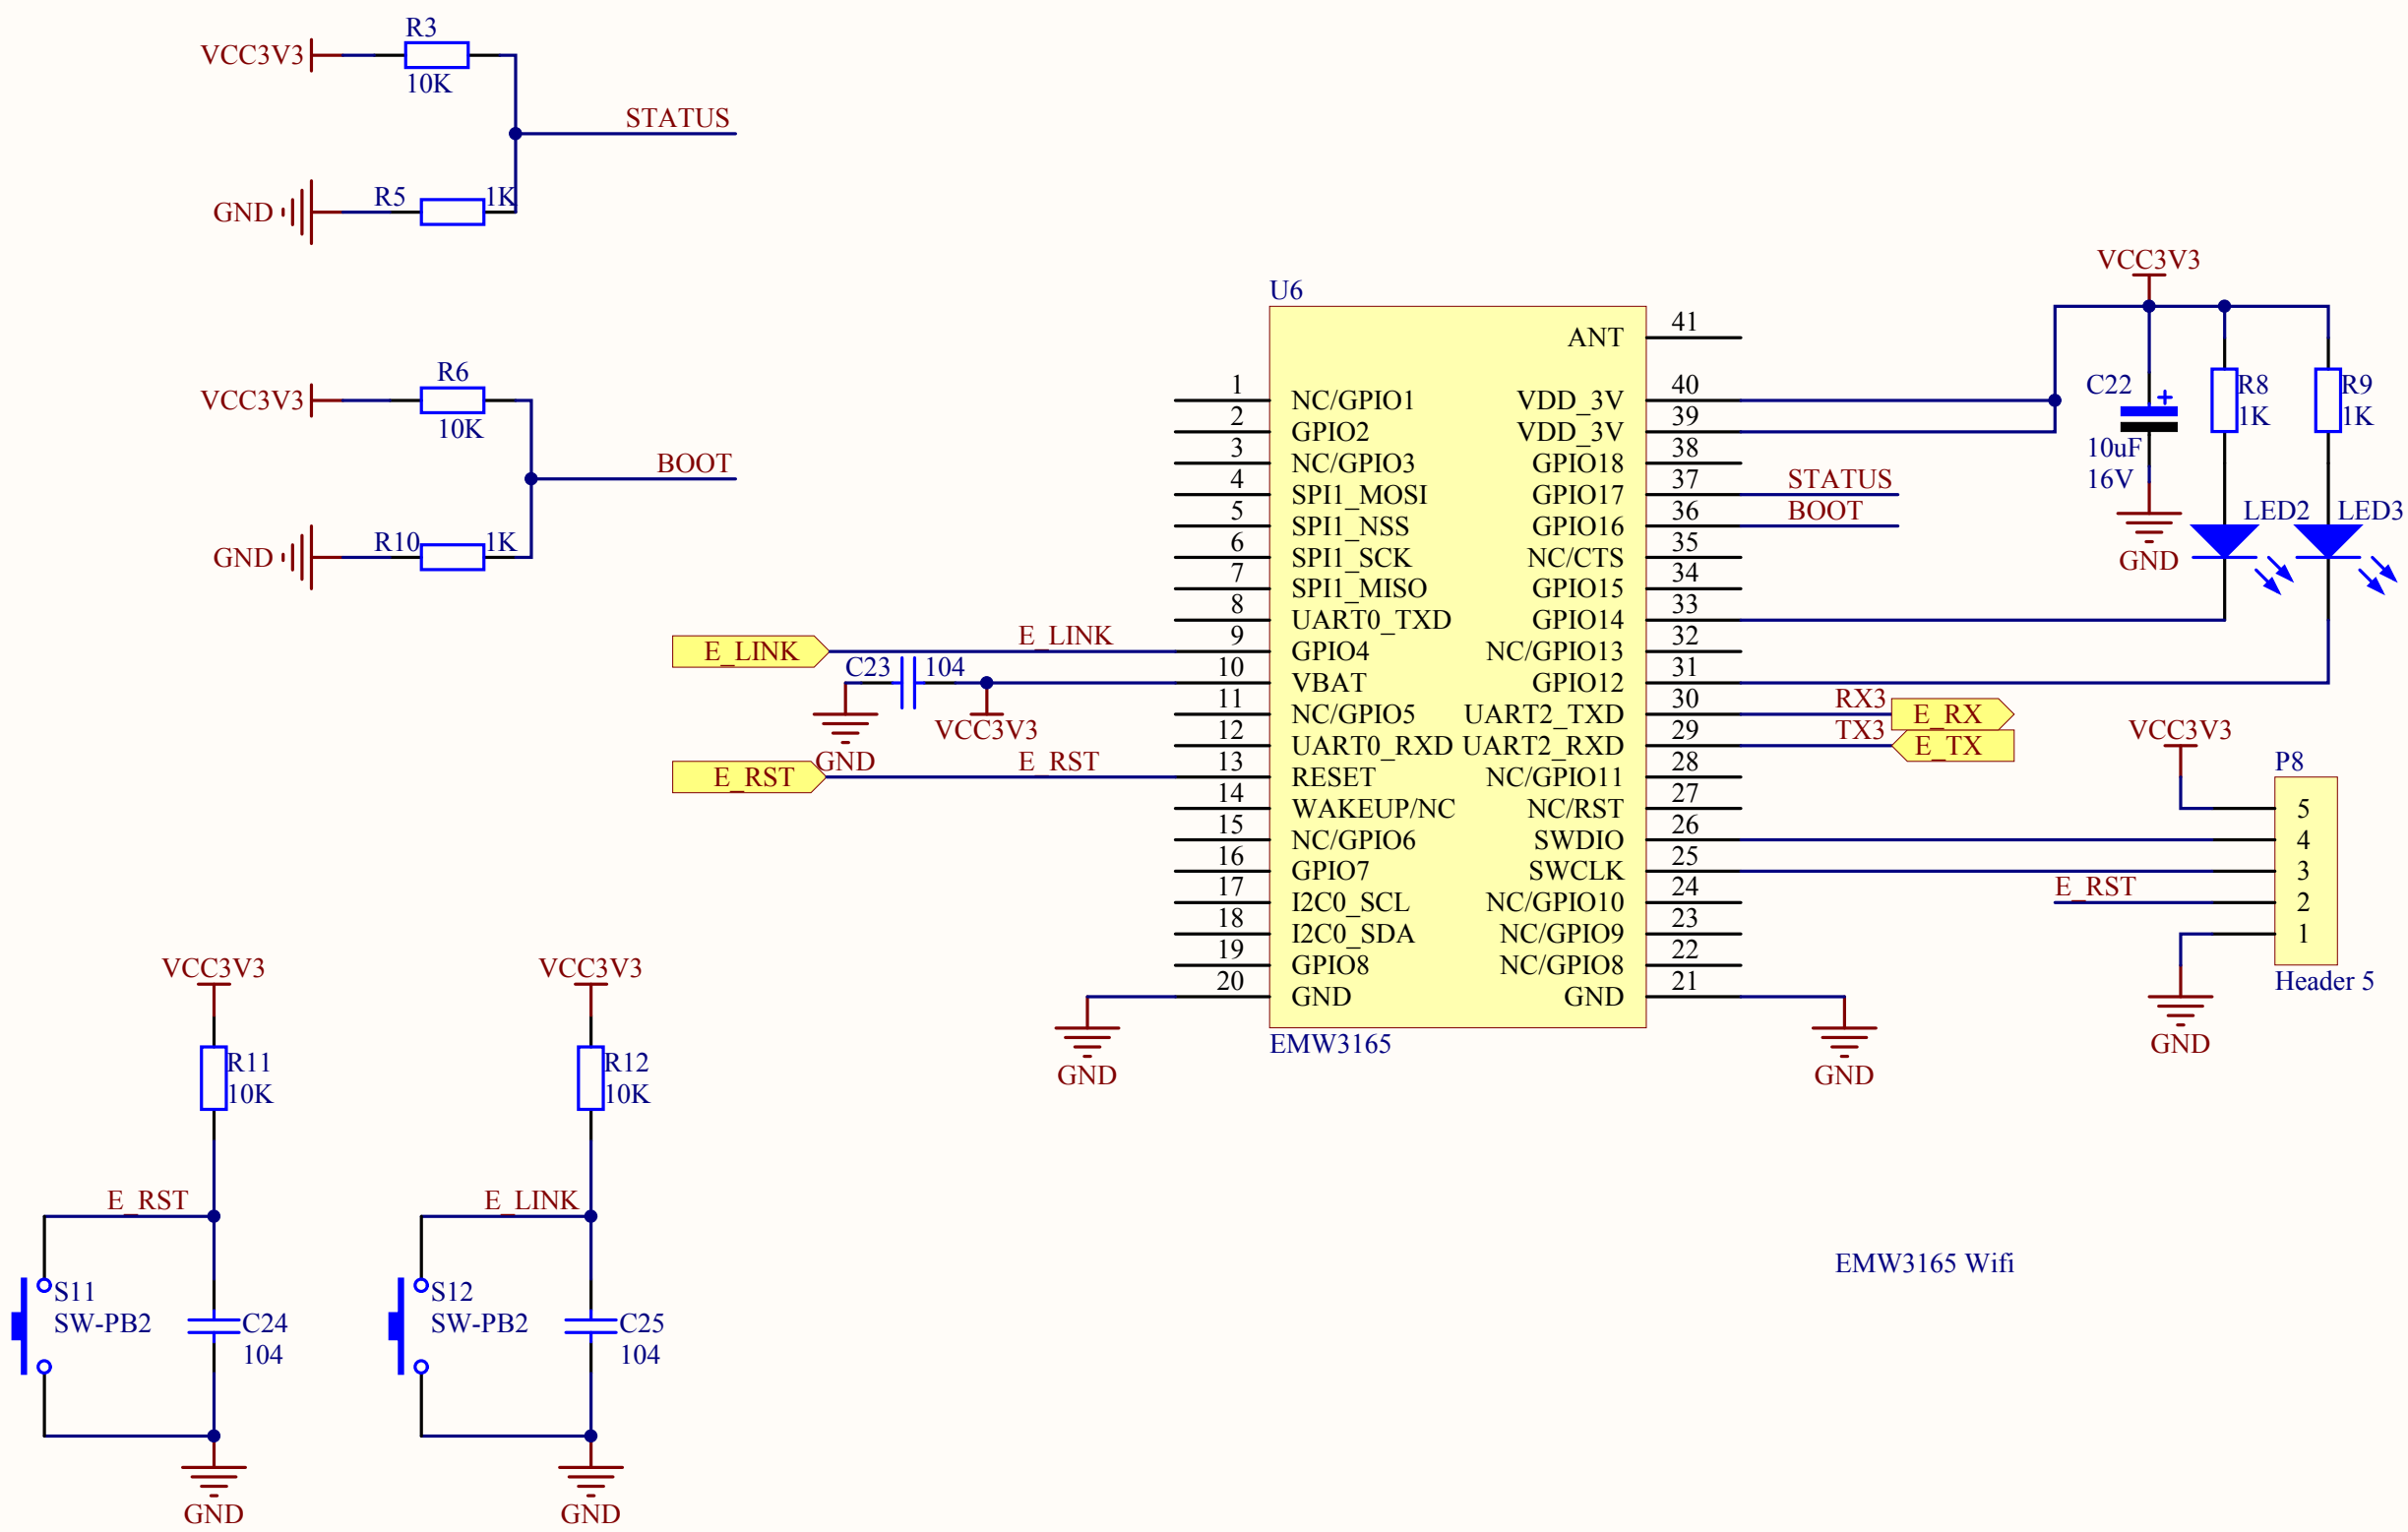 R3
VCC3V3
10K
STATUS
R5
1K
GND
R6
VCC3V3
10K
BOOT
R10
1K
GND
U6
ANT
41
1
NC/GPIO1
2
GPIO2
3
NC/GPIO3
4
SPI1_MOSI
5
SPI1_NSS
6
SPI1_SCK
7
SPI1_MISO
8
UART0_TXD
9
GPIO4
10
VBAT
11
NC/GPIO5
12
UART0_RXD
13
RESET
14
WAKEUP/NC
15
NC/GPIO6
16
GPIO7
17
I2C0_SCL
18
I2C0_SDA
19
GPIO8
20
GND
VDD_3V
40
VDD_3V
39
GPIO18
38
GPIO17
37
GPIO16
36
NC/CTS
35
GPIO15
34
GPIO14
33
NC/GPIO13
32
GPIO12
31
UART2_TXD
30
UART2_RXD
29
NC/GPIO11
28
NC/RST
27
SWDIO
26
SWCLK
25
NC/GPIO10
24
NC/GPIO9
23
NC/GPIO8
22
GND
21
EMW3165
E_LINK
E_LINK
C23
104
GND
VCC3V3
E_RST
E_RST
GND
GND
STATUS
BOOT
VCC3V3
C22
+
10uF
16V
GND
R8
1K
R9
1K
LED2
LED3
RX3
E_RX
TX3
E_TX
VCC3V3
P8
5
4
3
E_RST
2
1
Header 5
GND
VCC3V3
R11
10K
E_RST
S11
SW-PB2
C24
104
GND
VCC3V3
R12
10K
E_LINK
S12
SW-PB2
C25
104
GND
EMW3165 Wifi